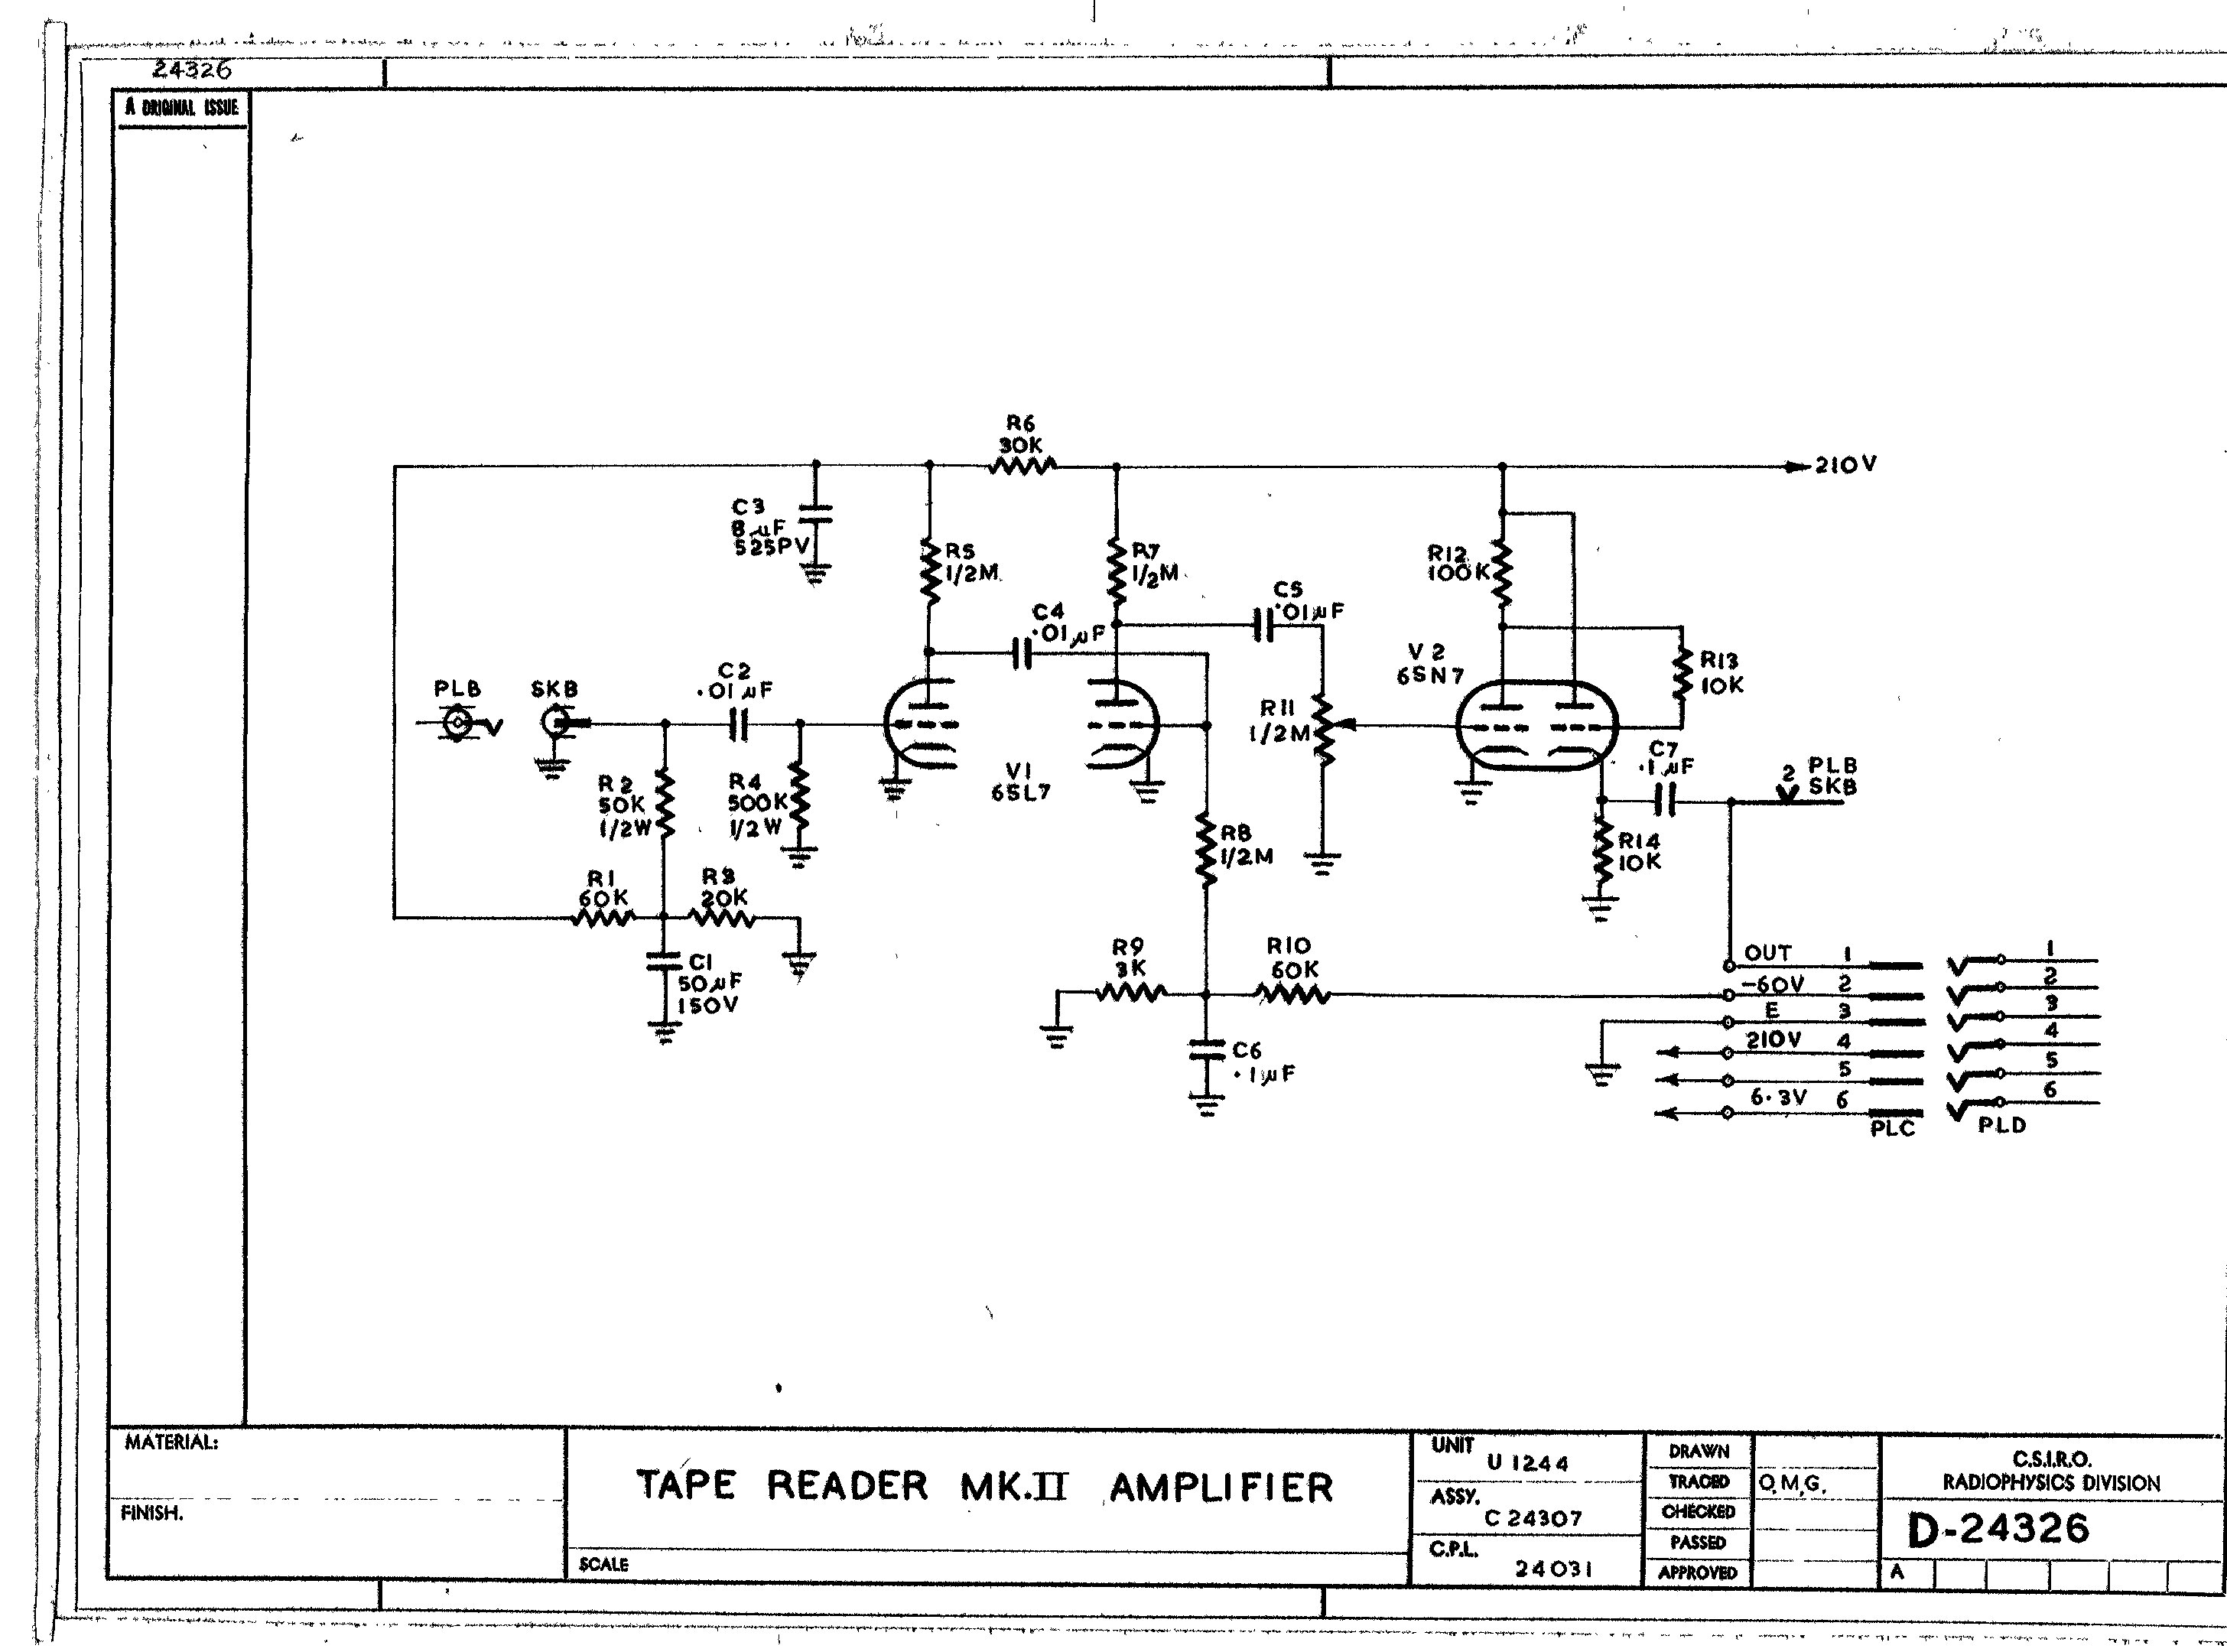 24326
A ORIGINAL ISSUE
R6
30K
210V
C3
8µF
525PV
R5
1/2M
R7
1/2M
R12
100K
C4
.01µF
C5
.01µF
V2
6SN7
R13
10K
PLB
SKB
C2
.01µF
R11
1/2M
V1
6SL7
R2
50K
1/2W
R4
500K
1/2W
C7
.1µF
2
PLB
SKB
R8
1/2M
R14
10K
R1
60K
R3
20K
C1
50µF
150V
R9
3K
R10
60K
C6
.1µF
OUT 1
-60V 2
E 3
210V 4
5
6.3V 6
PLC
1
2
3
4
5
6
PLD
MATERIAL:
FINISH.
TAPE READER MK.II AMPLIFIER
SCALE
UNIT
U 1244
ASSY.
C 24307
C.P.L.
24031
DRAWN
TRACED O.M.G.
CHECKED
PASSED
APPROVED
C.S.I.R.O.
RADIOPHYSICS DIVISION
D-24326
A